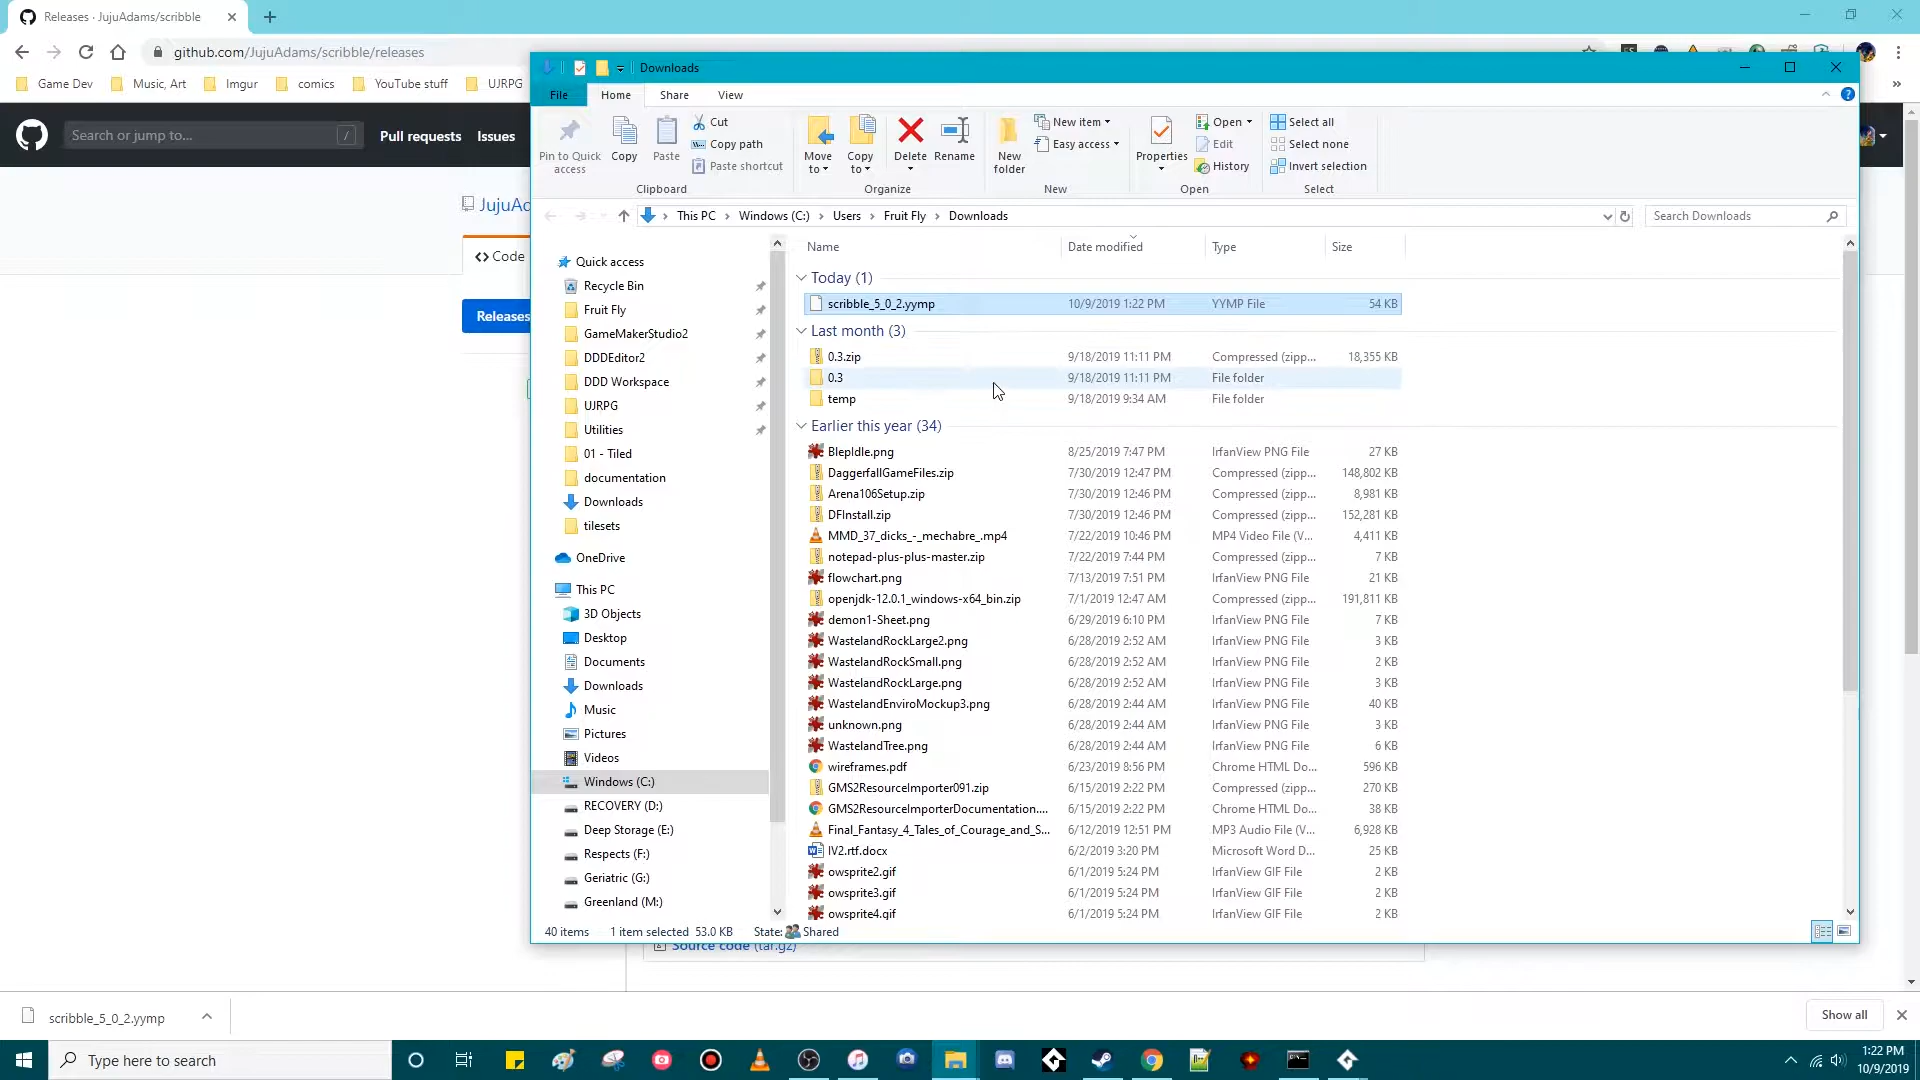 Releases · JujuAdams/scribble
github.com/JujuAdams/scribble/releases
Game Dev
Music, Art
Imgur
comics
YouTube stuff
UJRPG
Search or jump to...
/
Pull requests
Issues
JujuAd
Code
Releases
Downloads
File
Home
Share
View
Pin to Quick access
Copy
Paste
Cut
Copy path
Paste shortcut
Clipboard
Move to
Copy to
Delete
Rename
Organize
New folder
New item
Easy access
New
Properties
Open
Edit
History
Open
Select all
Select none
Invert selection
Select
This PC
Windows (C:)
Users
Fruit Fly
Downloads
Search Downloads
Quick access
Recycle Bin
Fruit Fly
GameMakerStudio2
DDDEditor2
DDD Workspace
UJRPG
Utilities
01 - Tiled
documentation
Downloads
tilesets
OneDrive
This PC
3D Objects
Desktop
Documents
Downloads
Music
Pictures
Videos
Windows (C:)
RECOVERY (D:)
Deep Storage (E:)
Respects (F:)
Geriatric (G:)
Greenland (M:)
Name Date modified Type Size
Today (1)
scribble_5_0_2.yymp 10/9/2019 1:22 PM YYMP File 54 KB
Last month (3)
0.3.zip 9/18/2019 11:11 PM Compressed (zipp... 18,355 KB
0.3 9/18/2019 11:11 PM File folder
temp 9/18/2019 9:34 AM File folder
Earlier this year (34)
BlepIdle.png 8/25/2019 7:47 PM IrfanView PNG File 27 KB
DaggerfallGameFiles.zip 7/30/2019 12:47 PM Compressed (zipp... 148,802 KB
Arena106Setup.zip 7/30/2019 12:46 PM Compressed (zipp... 8,981 KB
DFInstall.zip 7/30/2019 12:46 PM Compressed (zipp... 152,281 KB
MMD_37_dicks_-_mechabre_.mp4 7/22/2019 10:46 PM MP4 Video File (V... 4,411 KB
notepad-plus-plus-master.zip 7/22/2019 7:44 PM Compressed (zipp... 7 KB
flowchart.png 7/13/2019 7:51 PM IrfanView PNG File 21 KB
openjdk-12.0.1_windows-x64_bin.zip 7/1/2019 12:47 AM Compressed (zipp... 191,811 KB
demon1-Sheet.png 6/29/2019 6:10 PM IrfanView PNG File 7 KB
WastelandRockLarge2.png 6/28/2019 2:52 AM IrfanView PNG File 3 KB
WastelandRockSmall.png 6/28/2019 2:52 AM IrfanView PNG File 2 KB
WastelandRockLarge.png 6/28/2019 2:52 AM IrfanView PNG File 3 KB
WastelandEnviroMockup3.png 6/28/2019 2:44 AM IrfanView PNG File 40 KB
unknown.png 6/28/2019 2:44 AM IrfanView PNG File 3 KB
WastelandTree.png 6/28/2019 2:44 AM IrfanView PNG File 6 KB
wireframes.pdf 6/23/2019 8:56 PM Chrome HTML Do... 596 KB
GMS2ResourceImporter091.zip 6/15/2019 2:22 PM Compressed (zipp... 270 KB
GMS2ResourceImporterDocumentation.... 6/15/2019 2:22 PM Chrome HTML Do... 38 KB
Final_Fantasy_4_Tales_of_Courage_and_S... 6/12/2019 12:51 PM MP3 Audio File (V... 6,928 KB
IV2.rtf.docx 6/2/2019 3:20 PM Microsoft Word D... 25 KB
owsprite2.gif 6/1/2019 5:24 PM IrfanView GIF File 2 KB
owsprite3.gif 6/1/2019 5:24 PM IrfanView GIF File 2 KB
owsprite4.gif 6/1/2019 5:24 PM IrfanView GIF File 2 KB
40 items 1 item selected 53.0 KB State: Shared
Source code (tar.gz)
scribble_5_0_2.yymp
Show all
Type here to search
1:22 PM
10/9/2019